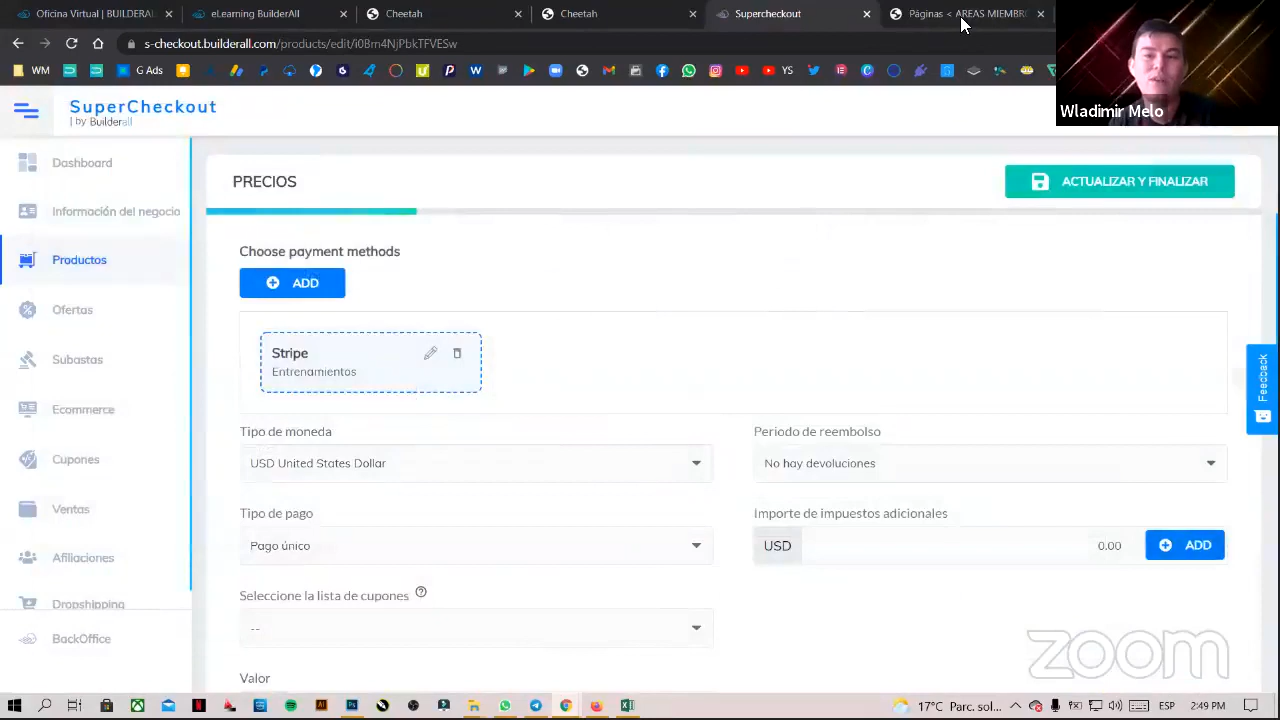 Oficina Virtual | BUILDERAL
eLearning BuilderAll
Cheetah
Cheetah
Supercheckout
Páginas < AREAS MIEMBRO
s-checkout.builderall.com/products/edit/i0Bm4NjPbkTFVESw
WM
G Ads
YS
Wladimir Melo
SuperCheckout
| by Builderall
Dashboard
Información del negocio
Productos
Ofertas
Subastas
Ecommerce
Cupones
Ventas
Afiliaciones
Dropshipping
BackOffice
PRECIOS
ACTUALIZAR Y FINALIZAR
Choose payment methods
ADD
Stripe
Entrenamientos
Tipo de moneda
USD United States Dollar
Periodo de reembolso
No hay devoluciones
Tipo de pago
Pago único
Importe de impuestos adicionales
USD
0.00
ADD
Seleccione la lista de cupones
--
Valor
Feedback
zoom
17°C Parc. sol...
ESP
2:49 PM